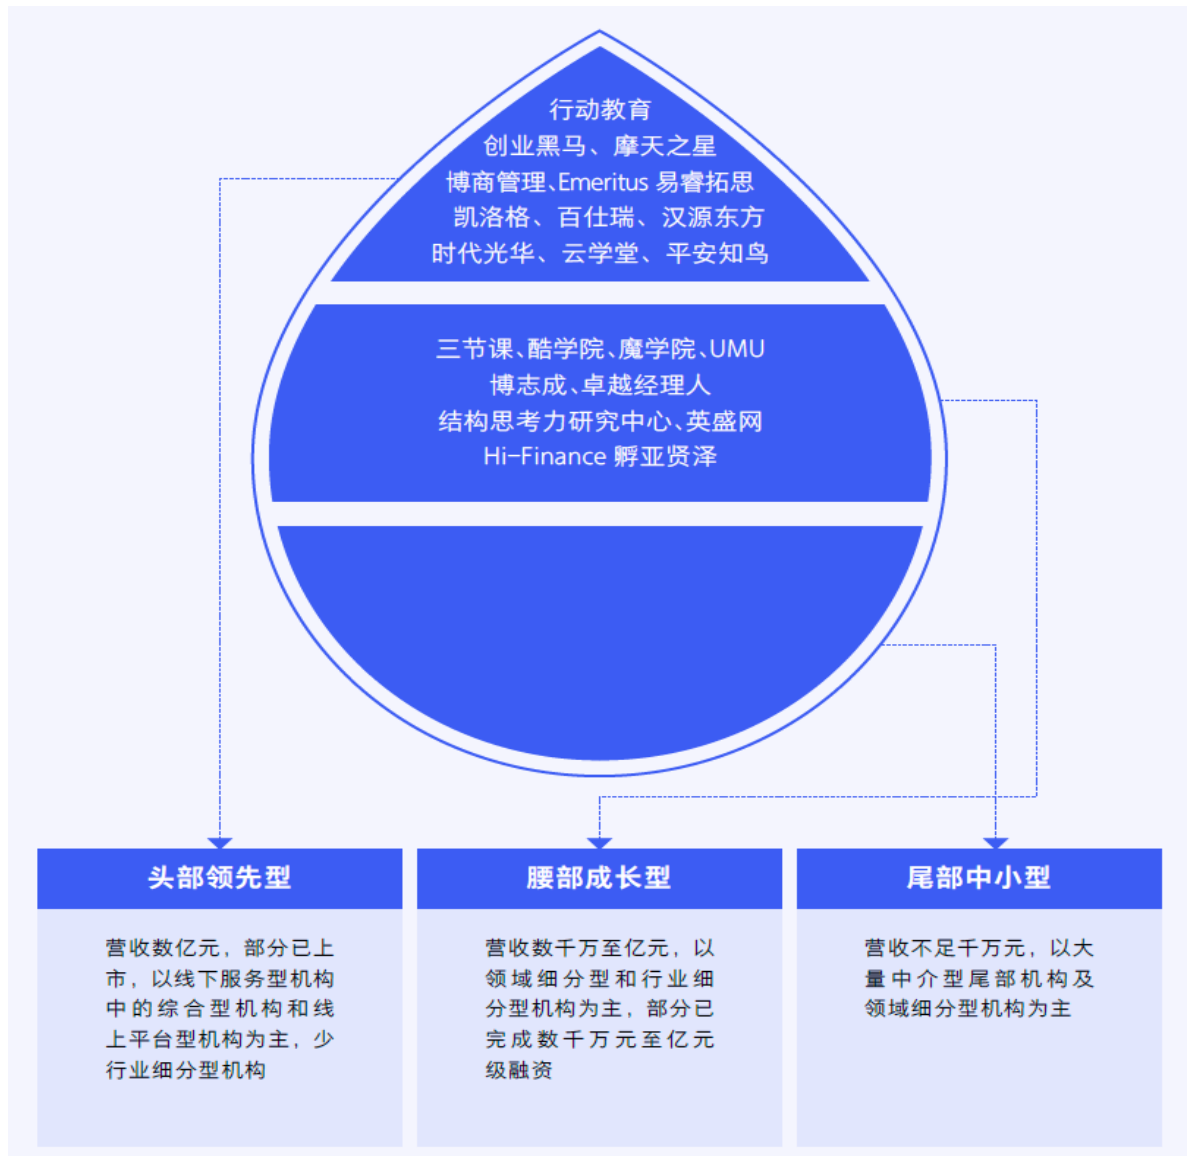 行动教育
创业黑马、摩天之星
博商管理、Emeritus 易睿拓思
凯洛格、百仕瑞、汉源东方
时代光华、云学堂、平安知鸟
三节课、酷学院、魔学院、UMU
博志成、卓越经理人
结构思考力研究中心、英盛网
Hi-Finance 孵亚贤泽
头部领先型
营收数亿元，部分已上
市，以线下服务型机构
中的综合型机构和线
上平台型机构为主，少
行业细分型机构
腰部成长型
营收数千万至亿元，以
领域细分型和行业细
分型机构为主，部分已
完成数千万元至亿元
级融资
尾部中小型
营收不足千万元，以大
量中介型尾部机构及
领域细分型机构为主